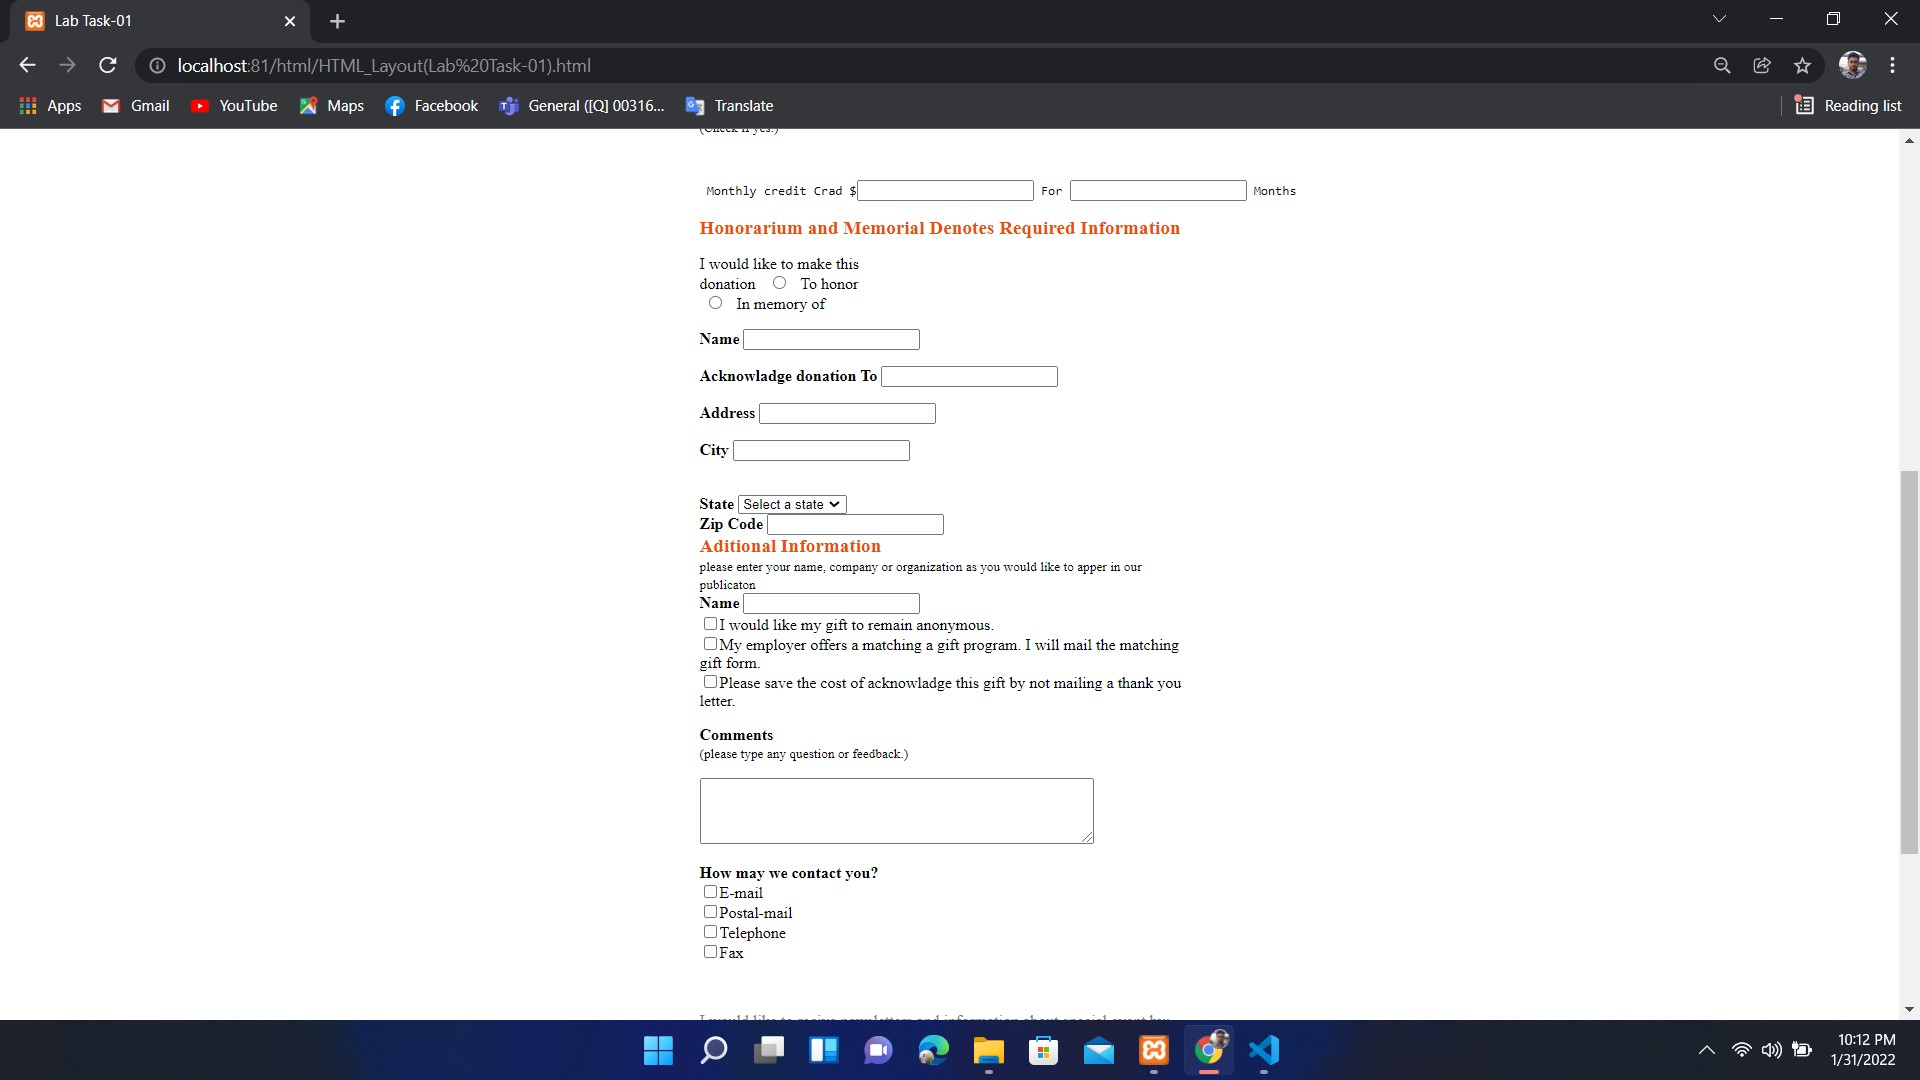 Lab Task-01
localhost:81/html/HTML_Layout(Lab%20Task-01).html
Apps Gmail YouTube Maps Facebook General ([Q] 00316... Translate Reading list
(Check if yes.)
Monthly credit Crad $ For Months
Honorarium and Memorial Denotes Required Information
I would like to make this
donation To honor
In memory of
Name
Acknowladge donation To
Address
City
State Select a state
Zip Code
Aditional Information
please enter your name, company or organization as you would like to apper in our
publicaton
Name
I would like my gift to remain anonymous.
My employer offers a matching a gift program. I will mail the matching
gift form.
Please save the cost of acknowladge this gift by not mailing a thank you
letter.
Comments
(please type any question or feedback.)
How may we contact you?
E-mail
Postal-mail
Telephone
Fax
10:12 PM
1/31/2022